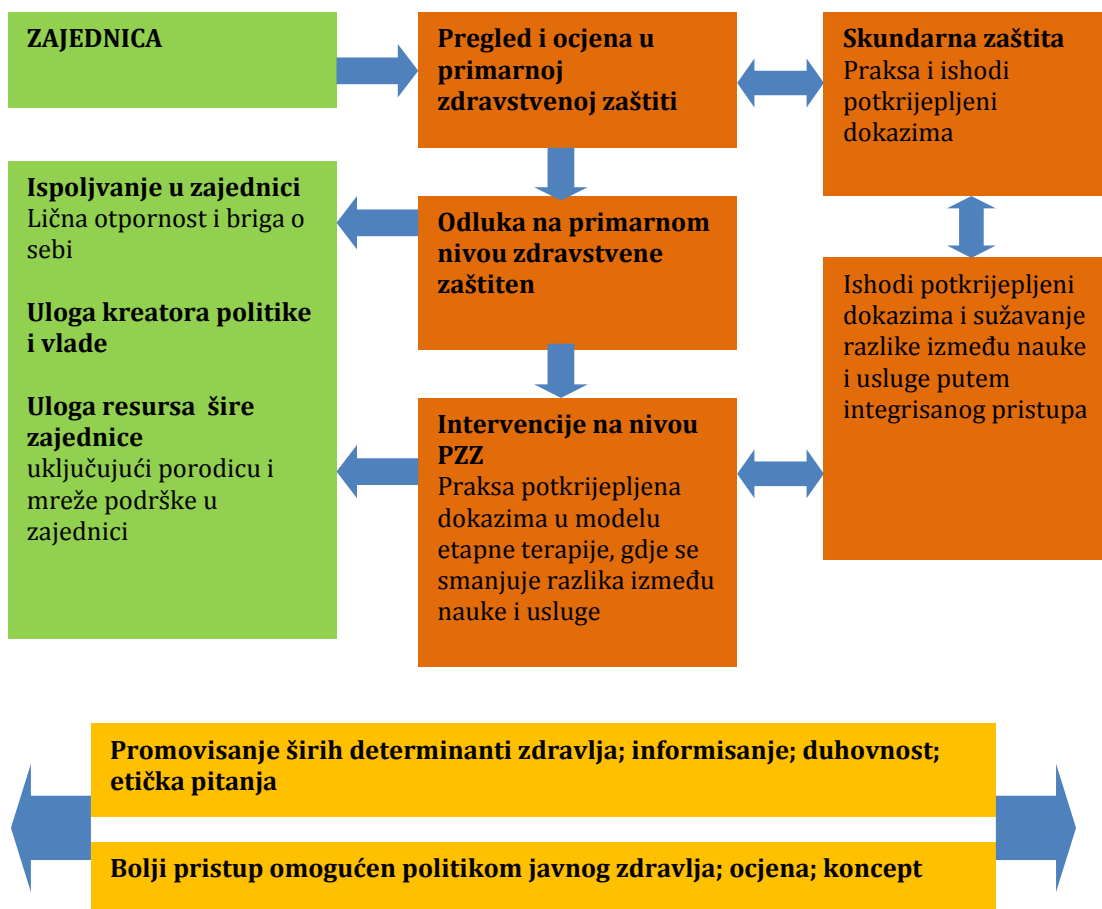 ZAJEDNICA
Pregled i ocjena u
primarnoj
zdravstvenoj zaštiti
Skundarna zaštita
Praksa i ishodi
potkrijepljeni
dokazima
Ispoljvanje u zajednici
Lična otpornost i briga o
sebi
Uloga kreatora politike
i vlade
Uloga resursa  šire
zajednice
uključujući porodicu i
mreže podrške u
zajednici
Odluka na primarnom
nivou zdravstvene
zaštiten
Ishodi potkrijepljeni
dokazima i sužavanje
razlike između nauke
i usluge putem
integrisanog pristupa
Intervencije na nivou
PZZ
Praksa potkrijepljena
dokazima u modelu
etapne terapije, gdje se
smanjuje razlika između
nauke i usluge
Promovisanje širih determinanti zdravlja; informisanje; duhovnost;
etička pitanja
Bolji pristup omogućen politikom javnog zdravlja; ocjena; koncept